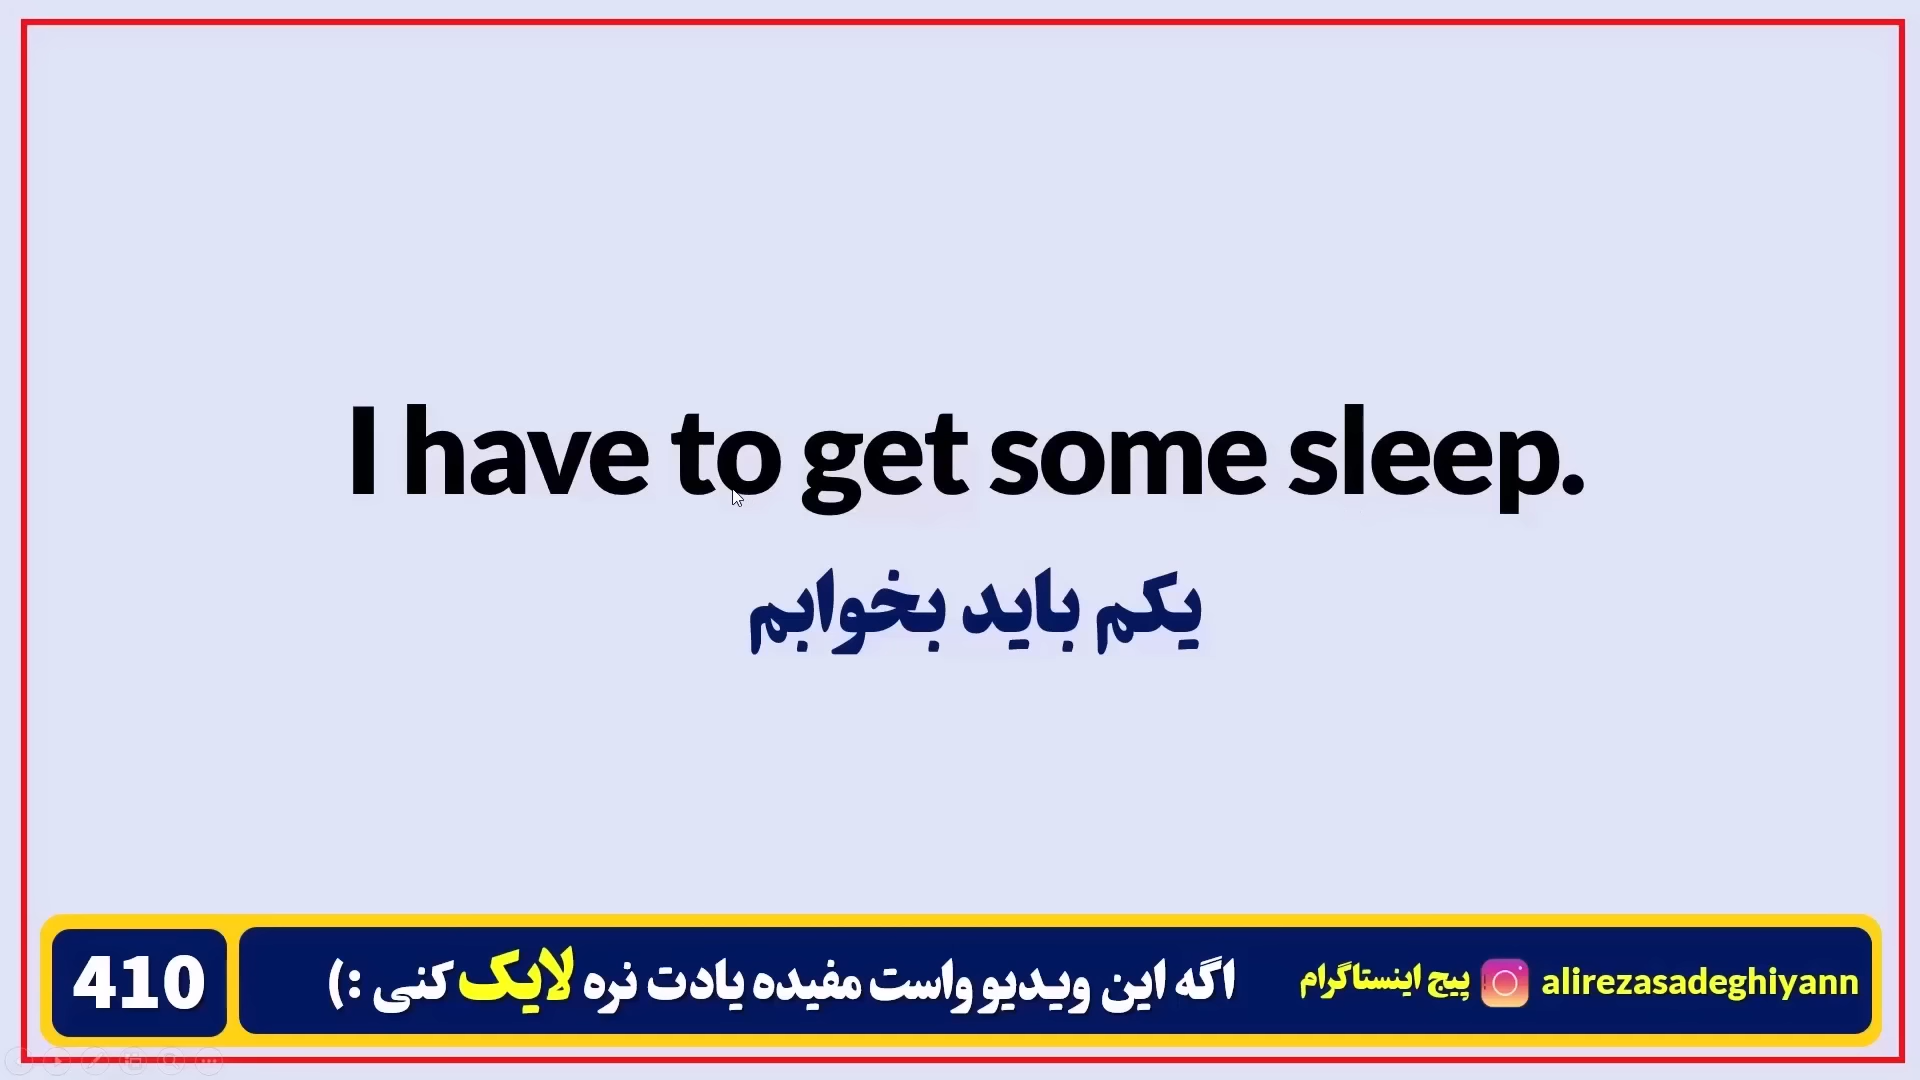 I have to get some sleep.
یکم باید بخوابم
410
اگه این ویدیو واست مفیده یادت نره لایک کنی :)
پیج اینستاگرام alirezasadeghiyann